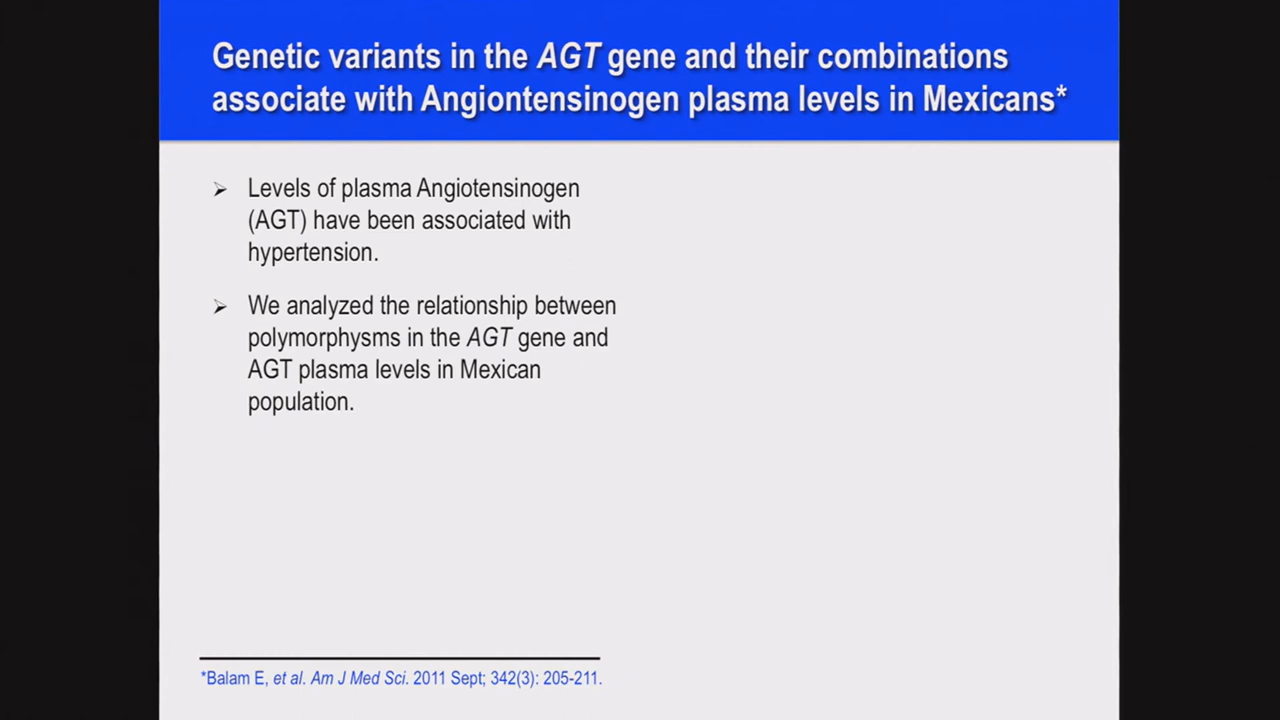 Genetic variants in the AGT gene and their combinations
associate with Angiontensinogen plasma levels in Mexicans*
➢ Levels of plasma Angiotensinogen
(AGT) have been associated with
hypertension.
➢ We analyzed the relationship between
polymorphysms in the AGT gene and
AGT plasma levels in Mexican
population.
*Balam E, et al. Am J Med Sci. 2011 Sept; 342(3): 205-211.